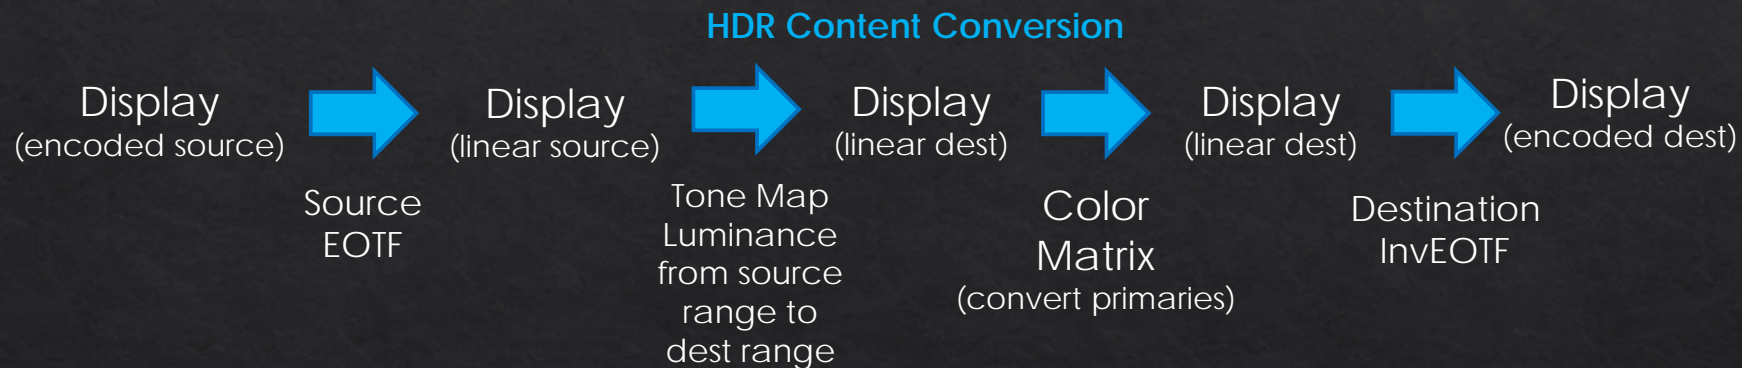 HDR Content Conversion
Display
(encoded source)
Display
(linear source)
Display
(linear dest)
Display
(linear dest)
Display
(encoded dest)
Source
EOTF
Tone Map
Luminance
from source
range to
dest range
Color
Matrix
(convert primaries)
Destination
InvEOTF